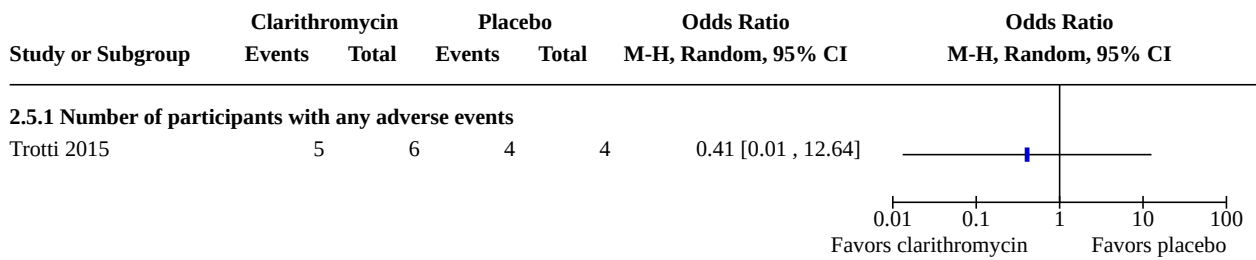 Clarithromycin Placebo Odds Ratio Odds Ratio
Study or Subgroup Events Total Events Total M-H, Random, 95% CI M-H, Random, 95% CI
2.5.1 Number of participants with any adverse events
Trotti 2015 5 6 4 4 0.41 [0.01 , 12.64]
0.01 0.1 1 10 100
Favors clarithromycin Favors placebo